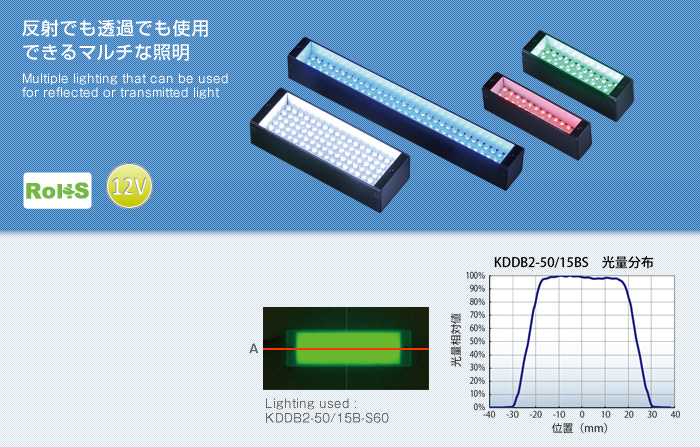 反射でも透過でも使用
できるマルチな照明
Multiple lighting that can be used
for reflected or transmitted light
RoHS
12V
KDDB2-50/15BS 光量分布
光量相対値
100%
90%
80%
70%
60%
50%
40%
30%
20%
10%
0%
-40 -30 -20 -10 0 10 20 30 40
位置（mm）
A
Lighting used :
KDDB2-50/15B-S60